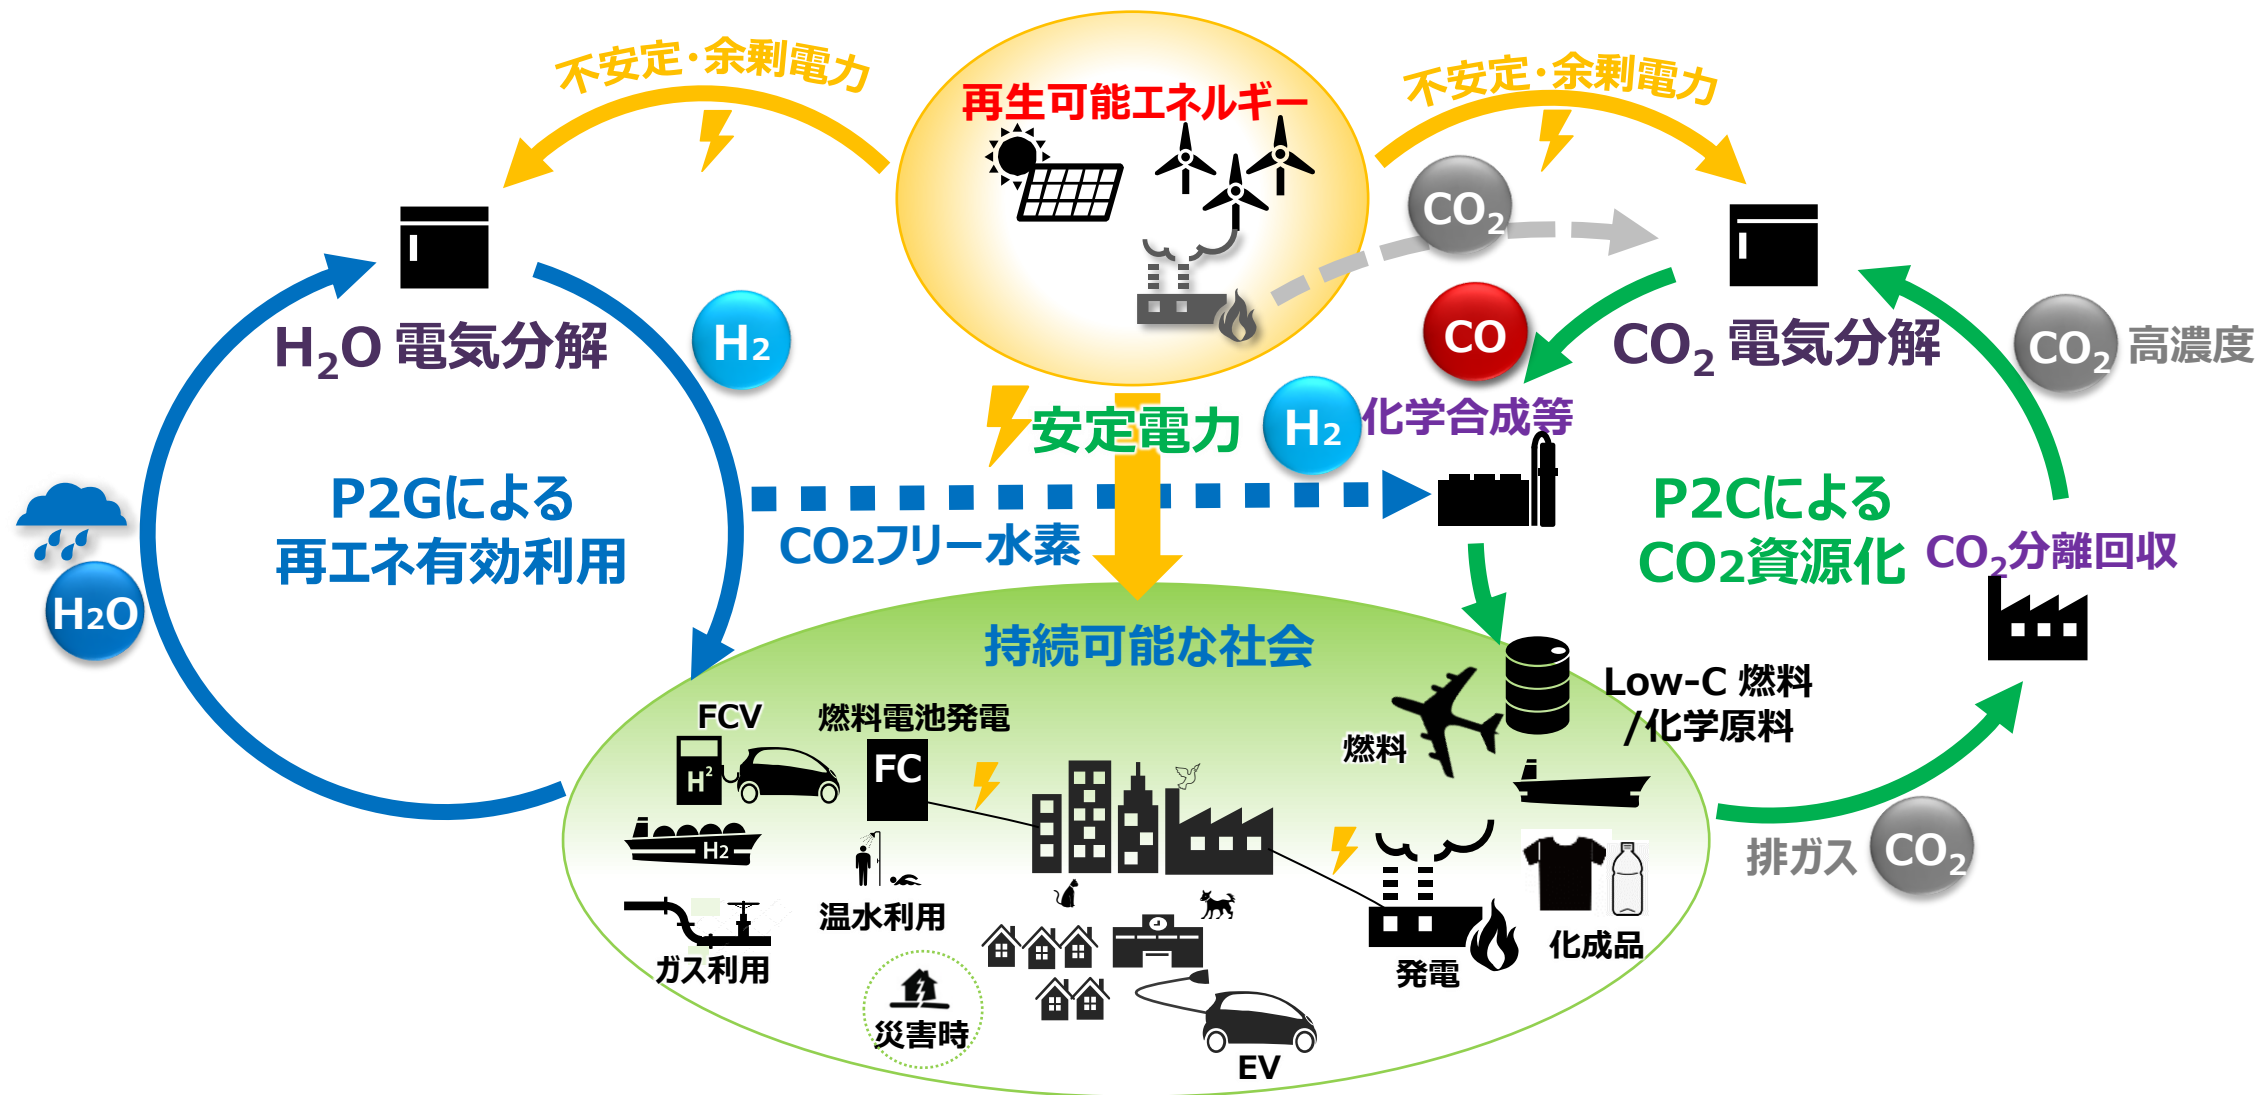 不安定・余剰電力
再生可能エネルギー
不安定・余剰電力
CO2
H2O 電気分解
H2
CO
CO2 電気分解
CO2
高濃度
安定電力
H2
化学合成等
P2Gによる
再エネ有効利用
CO2フリー水素
P2Cによる
CO2資源化
CO2分離回収
H2O
持続可能な社会
Low-C 燃料
/化学原料
FCV
燃料電池発電
燃料
H2
FC
H2
排ガス
CO2
温水利用
ガス利用
化成品
発電
災害時
EV